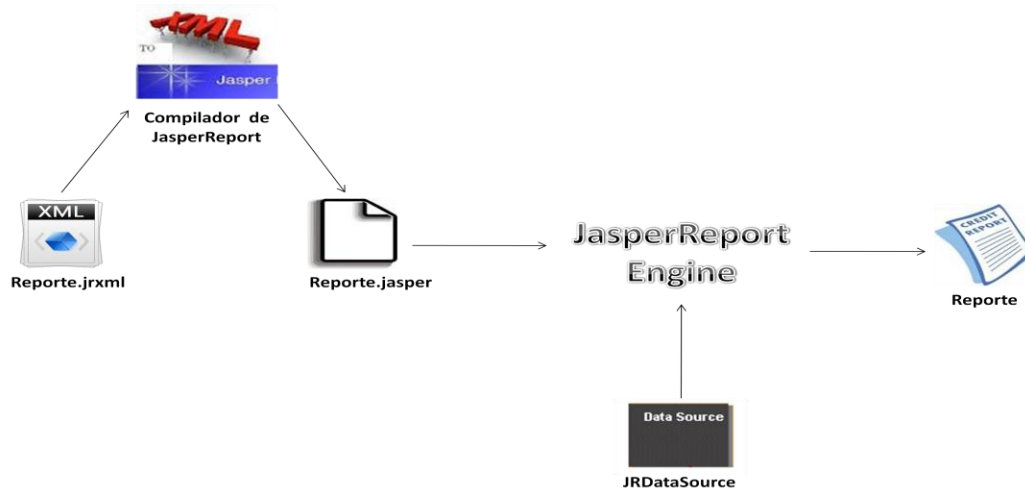 XML
TO
Jasper
Compilador de
JasperReport
XML
Reporte.jrxml
Reporte.jasper
JasperReport
Engine
CREDIT
REPORT
Reporte
Data Source
JRDataSource